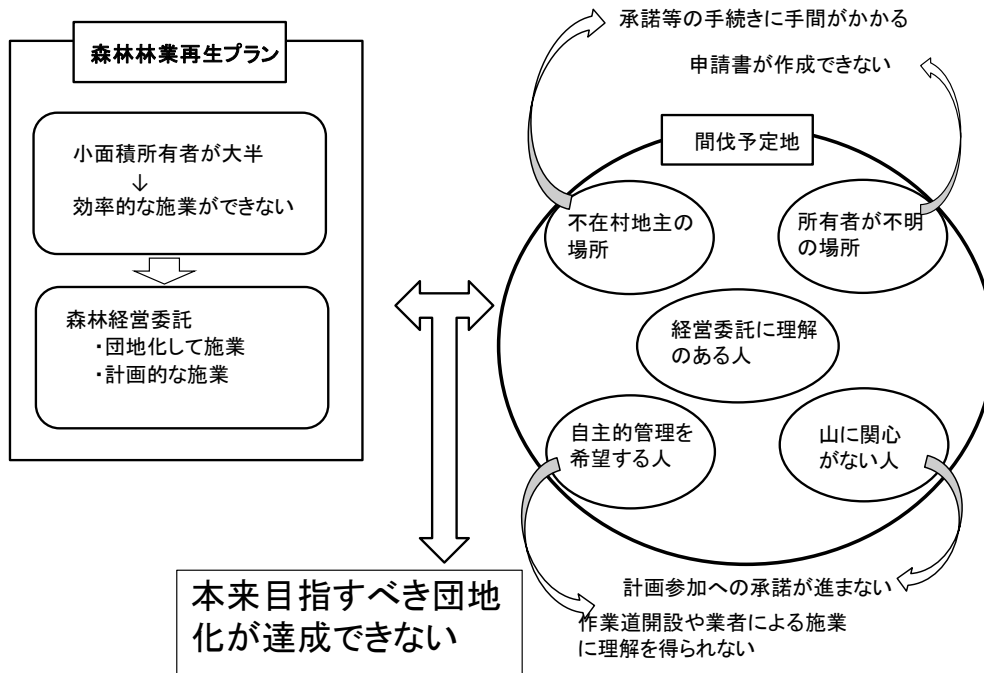 森林林業再生プラン
小面積所有者が大半
↓
効率的な施業ができない
森林経営委託
・団地化して施業
・計画的な施業
承諾等の手続きに手間がかかる
申請書が作成できない
間伐予定地
不在村地主の
場所
所有者が不明
の場所
経営委託に理解
のある人
自主的管理を
希望する人
山に関心
がない人
計画参加への承諾が進まない
作業道開設や業者による施業
に理解を得られない
本来目指すべき団地
化が達成できない